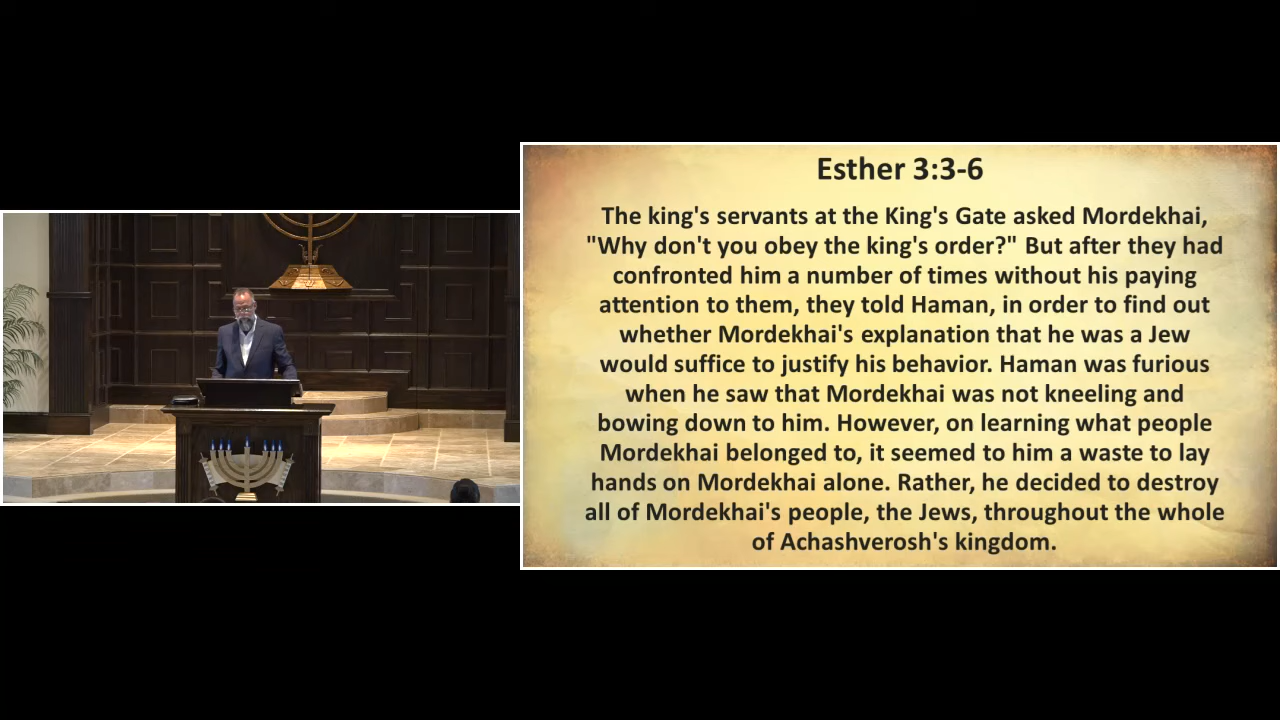 Esther 3:3-6
The king's servants at the King's Gate asked Mordekhai,
"Why don't you obey the king's order?" But after they had
confronted him a number of times without his paying
attention to them, they told Haman, in order to find out
whether Mordekhai's explanation that he was a Jew
would suffice to justify his behavior. Haman was furious
when he saw that Mordekhai was not kneeling and
bowing down to him. However, on learning what people
Mordekhai belonged to, it seemed to him a waste to lay
hands on Mordekhai alone. Rather, he decided to destroy
all of Mordekhai's people, the Jews, throughout the whole
of Achashverosh's kingdom.